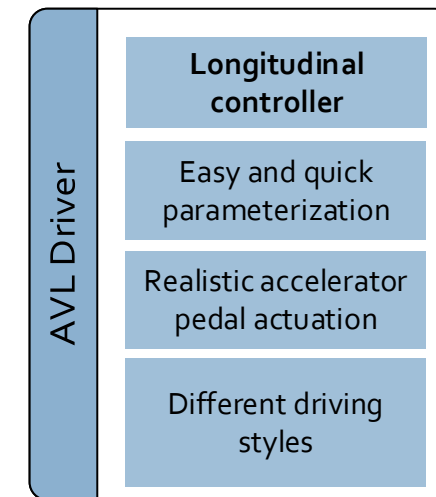 AVL Driver
Longitudinal
controller
Easy and quick
parameterization
Realistic accelerator
pedal actuation
Different driving
styles